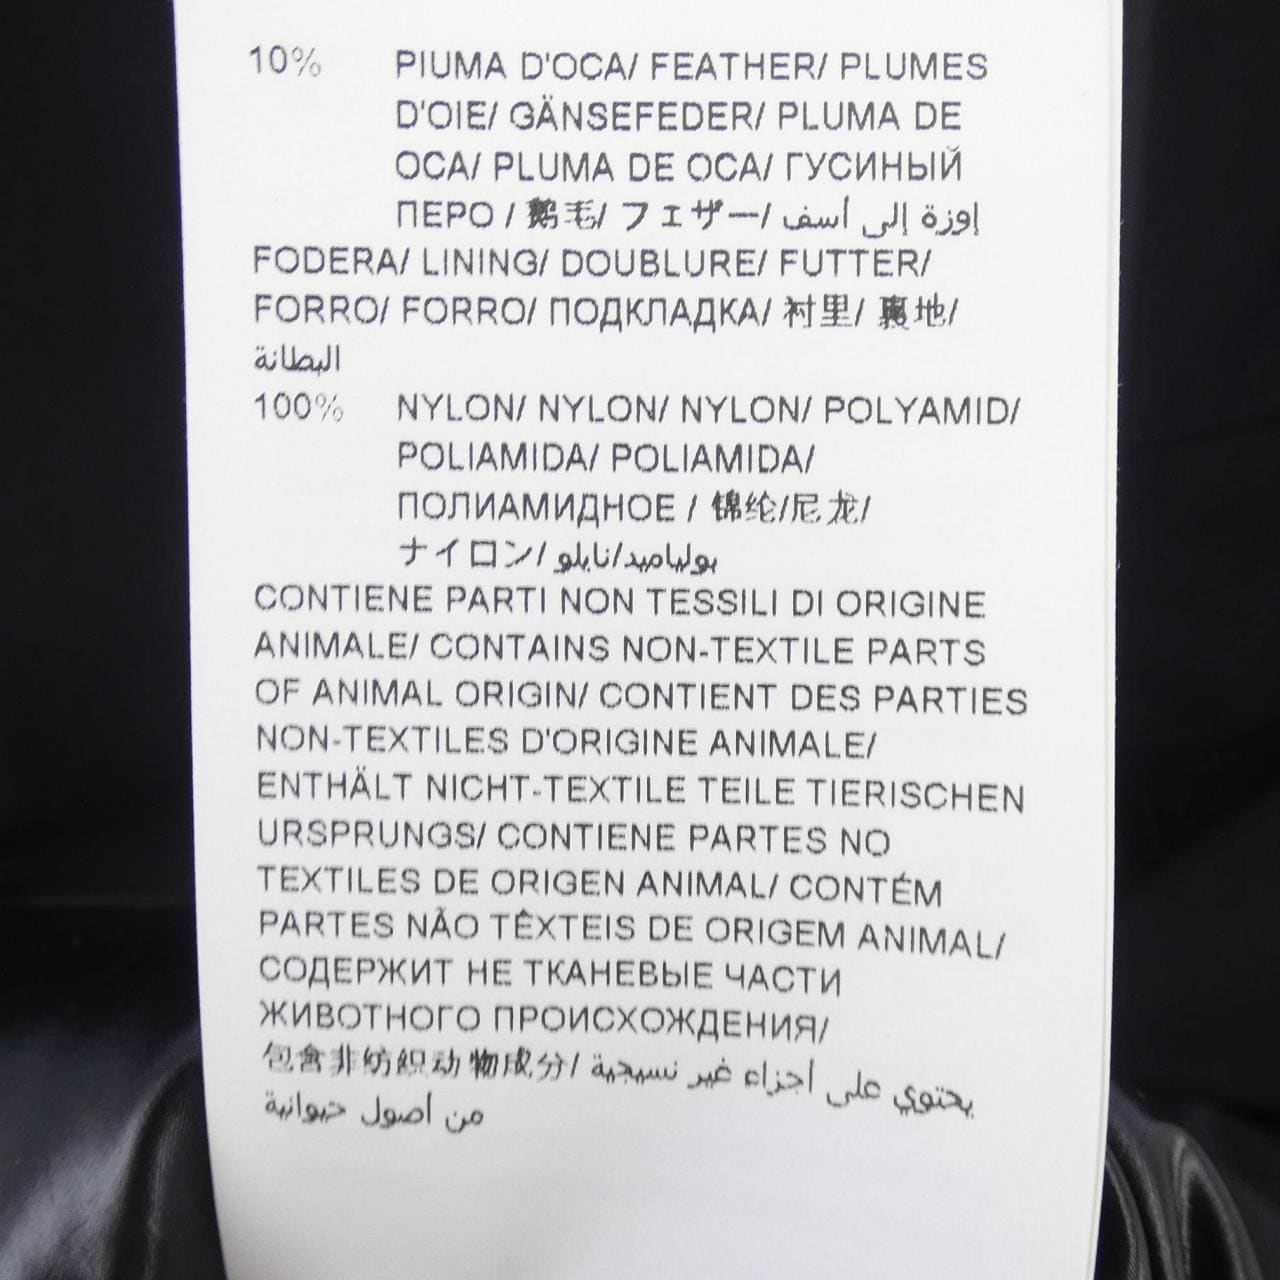 10% PIUMA D'OCA/ FEATHER/ PLUMES
D'OIE/ GÄNSEFEDER/ PLUMA DE
OCA/ PLUMA DE OCA/ ГУСИНЫЙ
ПЕРО / 鹅毛/ フェザー/ إوزة إلى أسف
FODERA/ LINING/ DOUBLURE/ FUTTER/
FORRO/ FORRO/ ПОДКЛАДКА/ 衬里/ 裏地/
البطانة
100% NYLON/ NYLON/ NYLON/ POLYAMID/
POLIAMIDA/ POLIAMIDA/
ПОЛИАМИДНОЕ / 锦纶/尼龙/
ナイロン/ بولياميد/نايلو
CONTIENE PARTI NON TESSILI DI ORIGINE
ANIMALE/ CONTAINS NON-TEXTILE PARTS
OF ANIMAL ORIGIN/ CONTIENT DES PARTIES
NON-TEXTILES D'ORIGINE ANIMALE/
ENTHÄLT NICHT-TEXTILE TEILE TIERISCHEN
URSPRUNGS/ CONTIENE PARTES NO
TEXTILES DE ORIGEN ANIMAL/ CONTÉM
PARTES NÃO TÊXTEIS DE ORIGEM ANIMAL/
СОДЕРЖИТ НЕ ТКАНЕВЫЕ ЧАСТИ
ЖИВОТНОГО ПРОИСХОЖДЕНИЯ/
包含非纺织动物成分/ يحتوي على أجزاء غير نسيجية
من أصول حيوانية